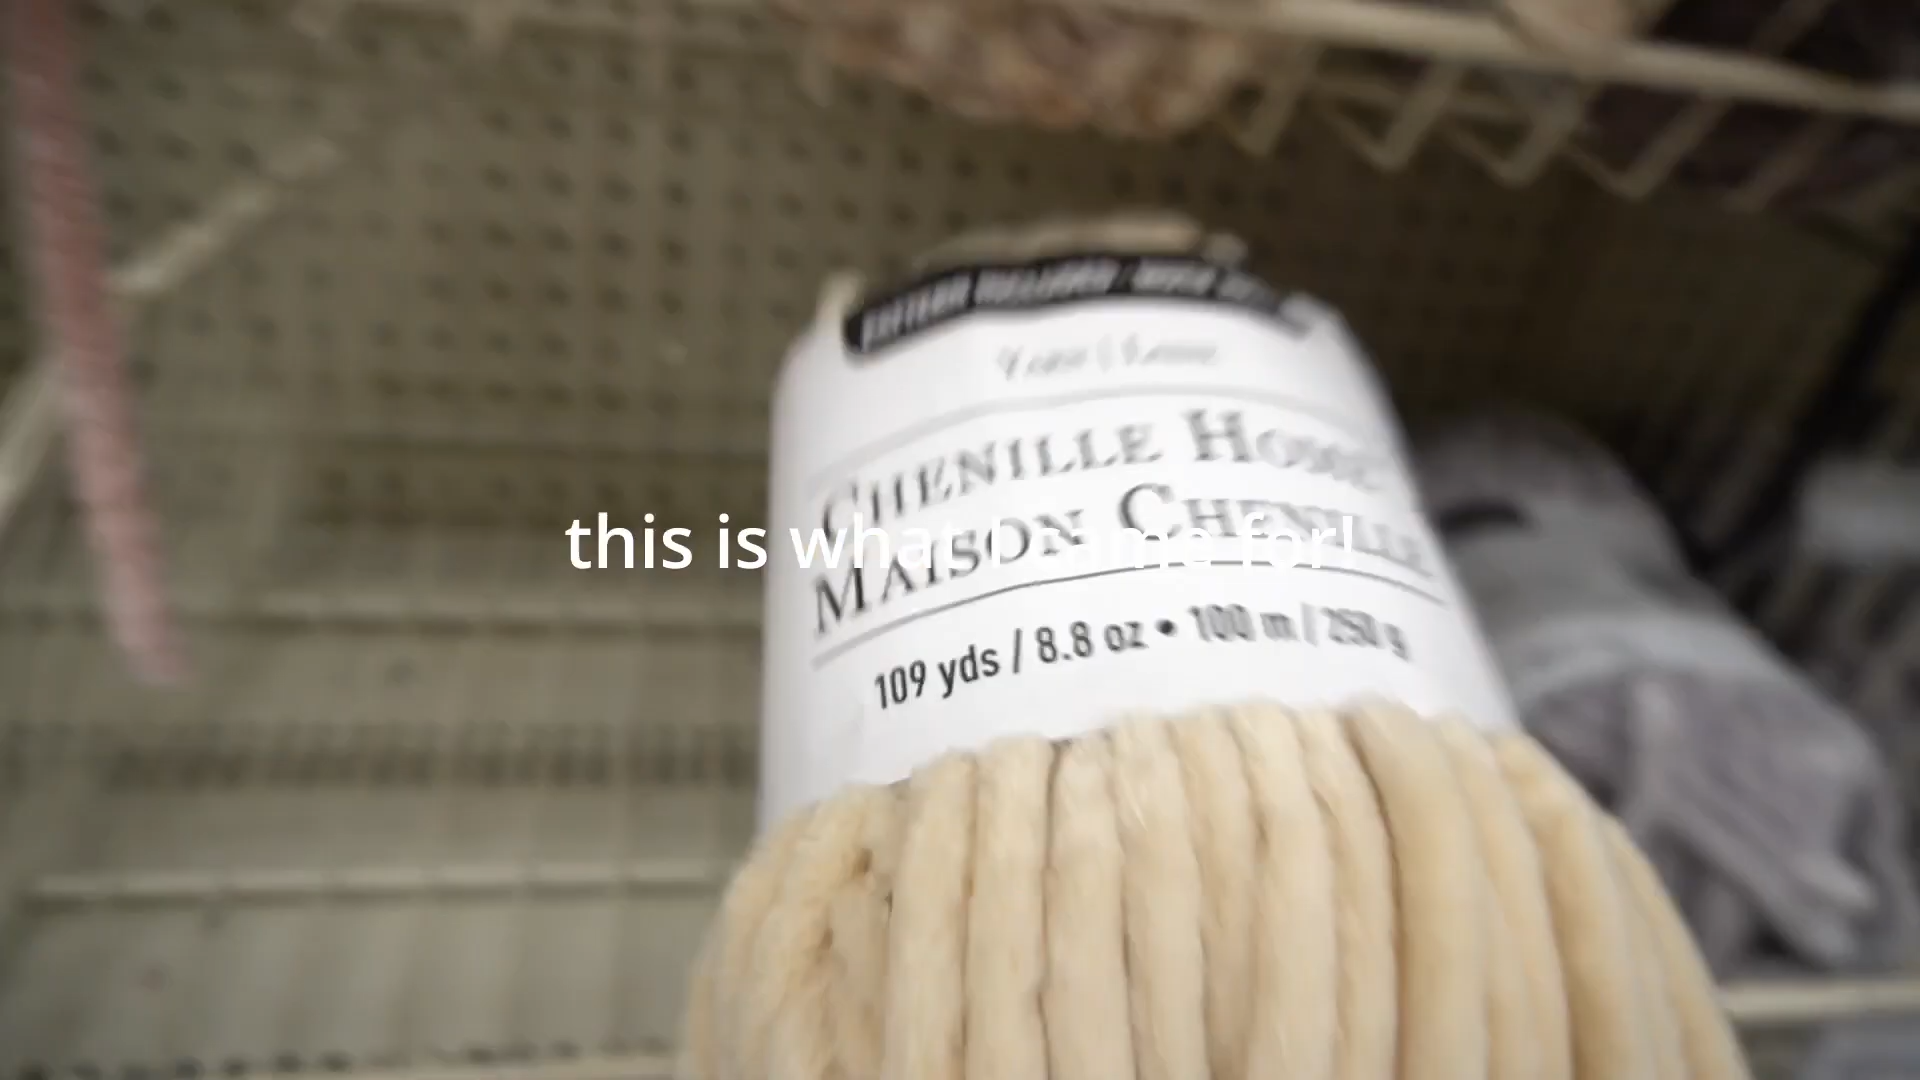 CHENILLE HOME
MAISON CHENILLE
this is what I came for!
109 yds / 8.8 oz • 100 m / 250 g